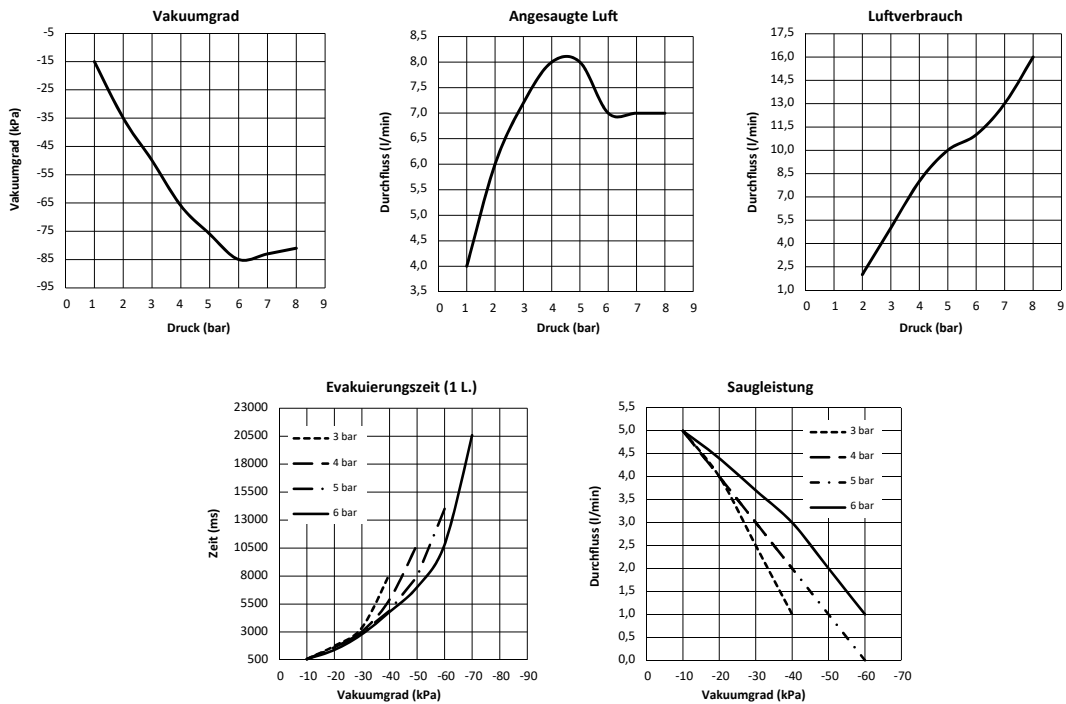 Vakuumgrad
-5
-15
-25
-35
-45
-55
-65
-75
-85
-95
Vakuumgrad (kPa)
0 1 2 3 4 5 6 7 8 9
Druck (bar)
Angesaugte Luft
8,5
8,0
7,0
6,0
5,5
5,0
4,5
4,0
3,5
Durchfluss (l/min)
0 1 2 3 4 5 6 7 8 9
Druck (bar)
Luftverbrauch
17,5
16,0
14,5
13,0
11,5
10,0
8,5
7,0
5,5
4,0
2,5
1,0
Durchfluss (l/min)
0 1 2 3 4 5 6 7 8 9
Druck (bar)
Evakuierungszeit (1 L.)
23000
20500
18000
15500
13000
10500
8000
5500
3000
500
Zeit (ms)
3 bar
4 bar
5 bar
6 bar
0 -10 -20 -30 -40 -50 -60 -70 -80 -90
Vakuumgrad (kPa)
Saugleistung
5,5
5,0
4,5
4,0
3,5
3,0
2,5
2,0
1,5
1,0
0,5
0,0
Durchfluss (l/min)
3 bar
4 bar
5 bar
6 bar
0 -10 -20 -30 -40 -50 -60 -70
Vakuumgrad (kPa)